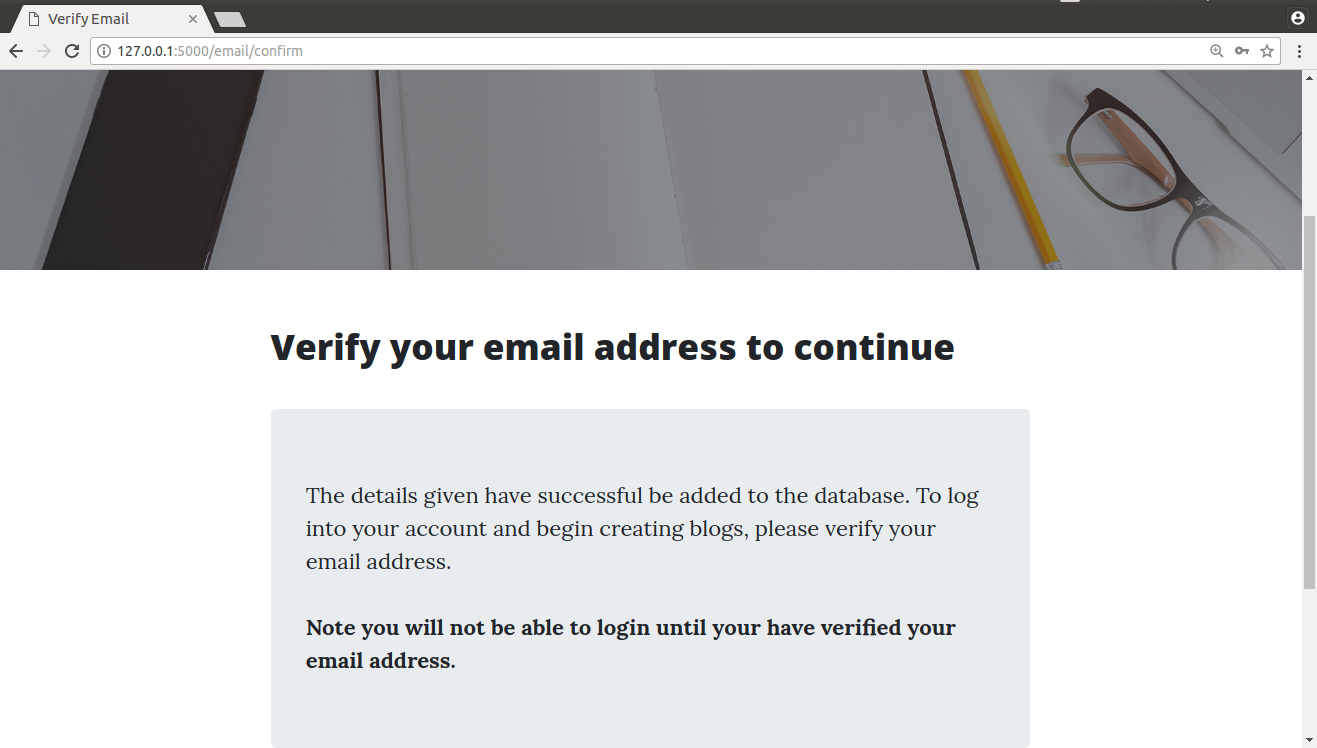 Verify Email
127.0.0.1:5000/email/confirm
Verify your email address to continue
The details given have successful be added to the database. To log
into your account and begin creating blogs, please verify your
email address.
Note you will not be able to login until your have verified your
email address.